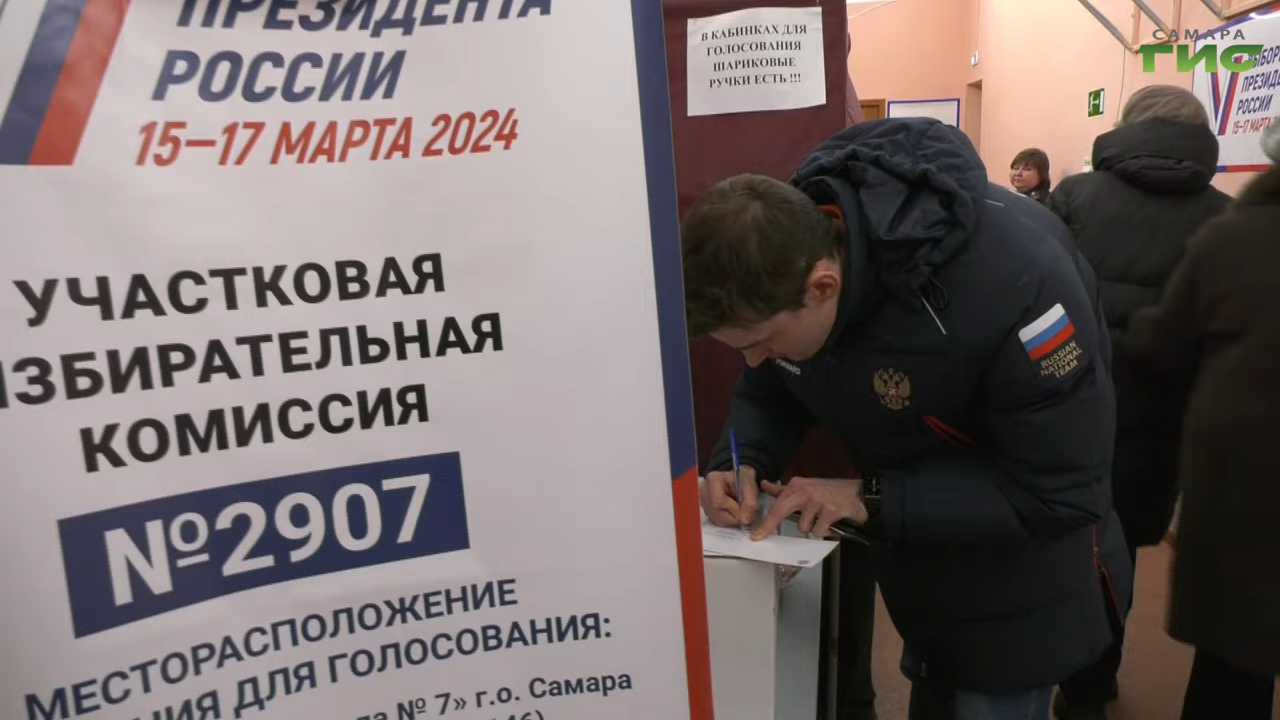 ПРЕЗИДЕНТА
РОССИИ
15–17 МАРТА 2024
УЧАСТКОВАЯ
ИЗБИРАТЕЛЬНАЯ
КОМИССИЯ
№2907
МЕСТОРАСПОЛОЖЕНИЕ
ДЛЯ ГОЛОСОВАНИЯ:
№ 7» г.о. Самара
В КАБИНКАХ ДЛЯ
ГОЛОСОВАНИЯ
ШАРИКОВЫЕ
РУЧКИ ЕСТЬ !!!
САМАРА
ГИС
ПРЕЗИДЕ
РОССИИ
15–17 МАРТА
RUSSIAN
NATIONAL
TEAM